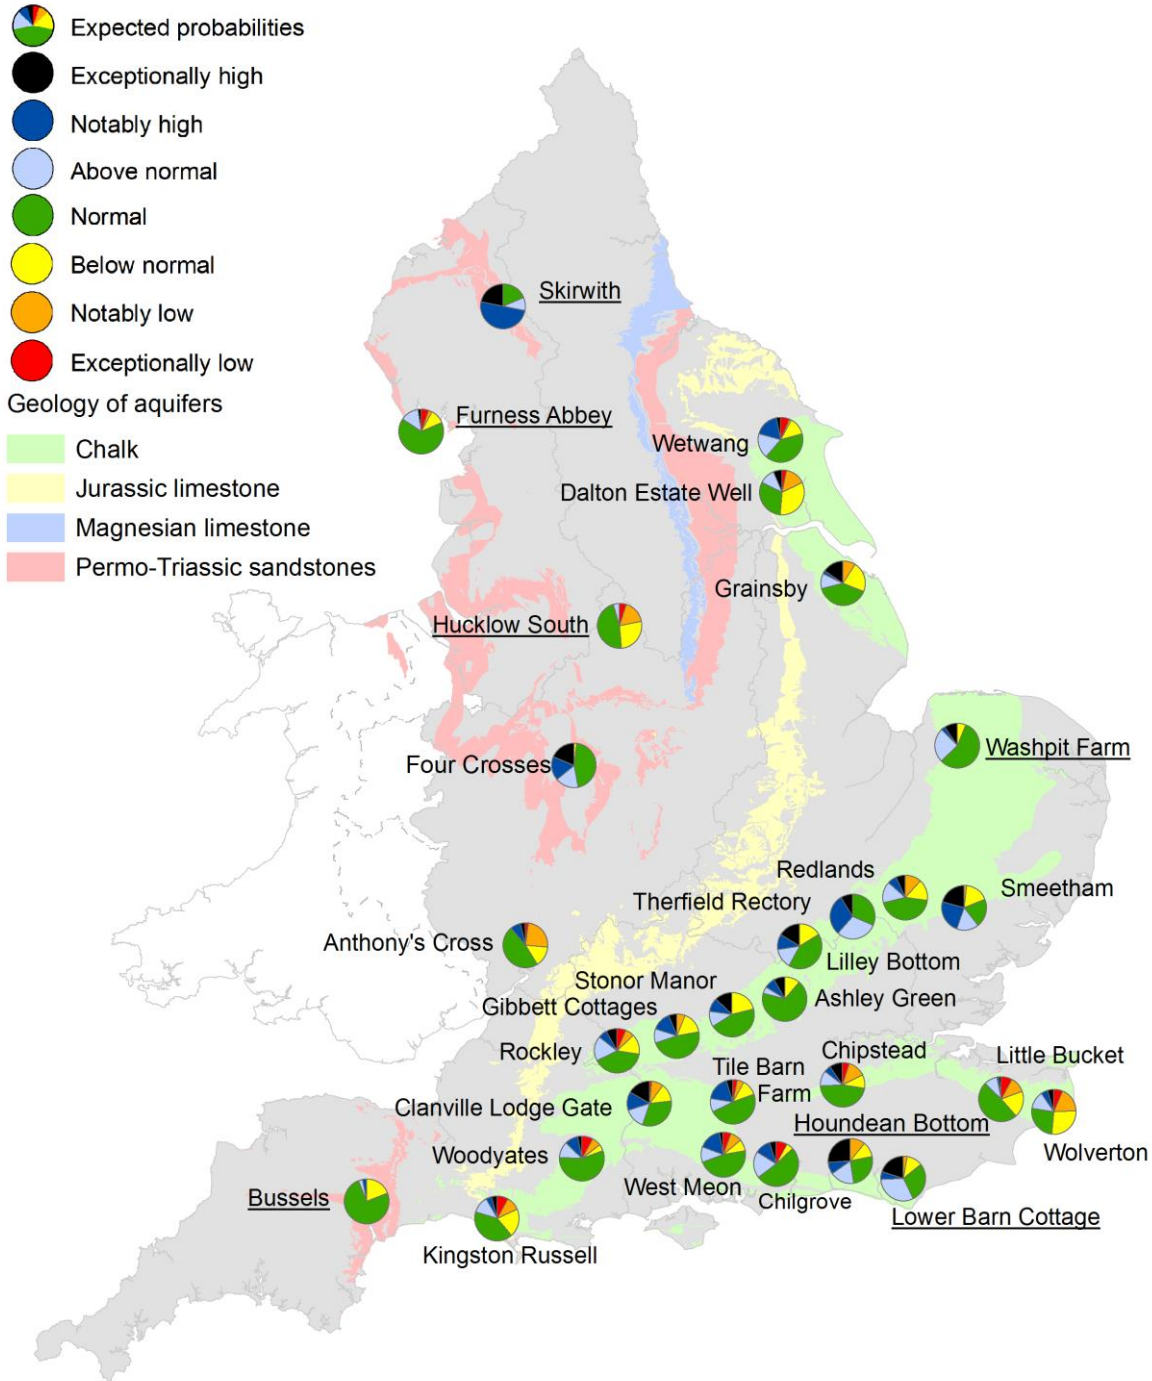 Expected probabilities
Exceptionally high
Notably high
Above normal
Normal
Below normal
Notably low
Exceptionally low
Geology of aquifers
Chalk
Jurassic limestone
Magnesian limestone
Permo-Triassic sandstones
Skirwith
Furness Abbey
Wetwang
Dalton Estate Well
Grainsby
Hucklow South
Washpit Farm
Four Crosses
Redlands
Smeetham
Therfield Rectory
Anthony's Cross
Lilley Bottom
Stonor Manor
Ashley Green
Gibbett Cottages
Rockley
Chipstead
Little Bucket
Tile Barn
Farm
Clanville Lodge Gate
Houndean Bottom
Wolverton
Woodyates
West Meon
Chilgrove
Bussels
Lower Barn Cottage
Kingston Russell